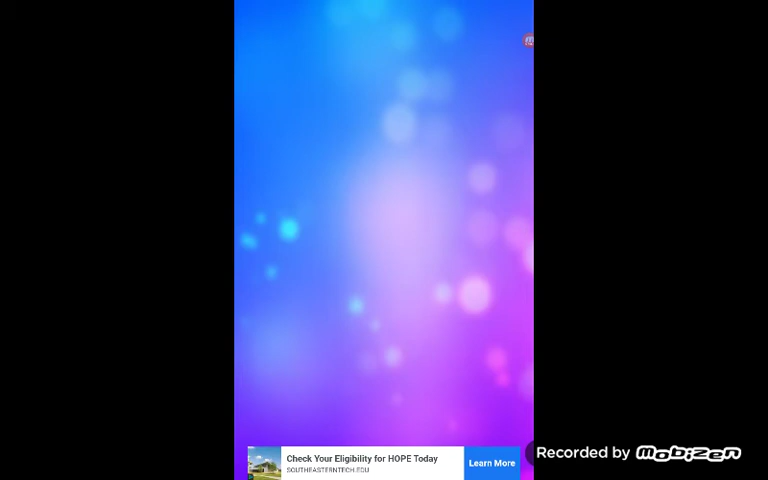 Check Your Eligibility for HOPE Today
SOUTHEASTERNTECH.EDU
Learn More
Recorded by mobizen